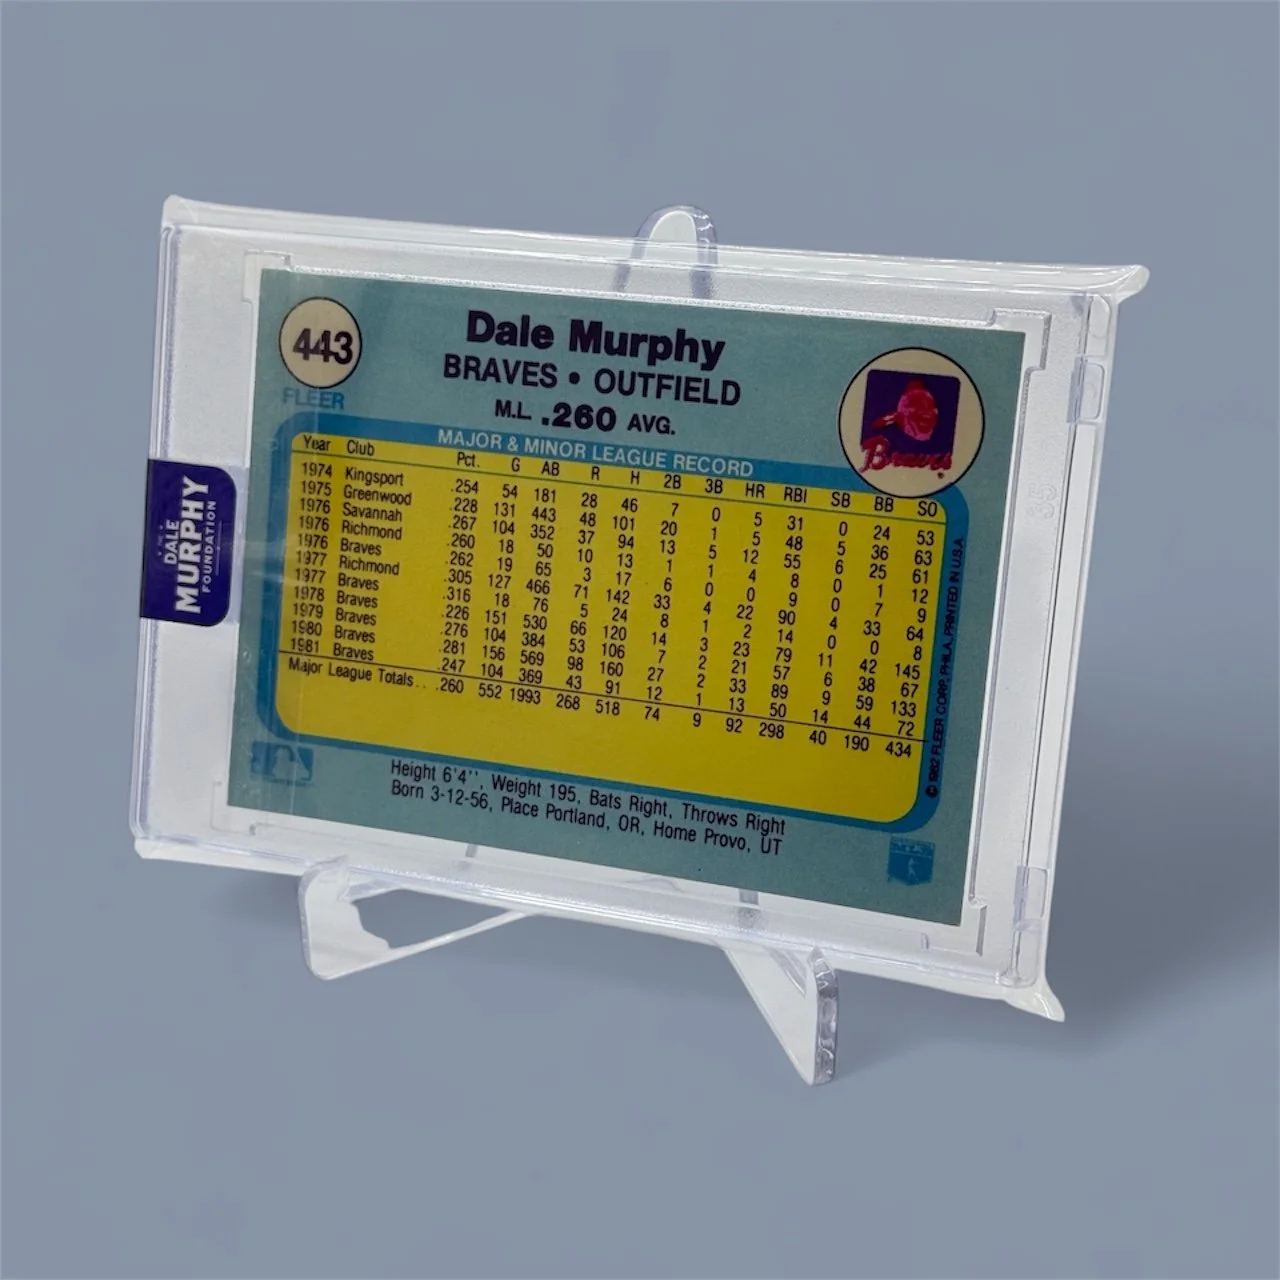 443
FLEER
Dale Murphy
BRAVES • OUTFIELD
M.L. .260 AVG.
Braves
MAJOR & MINOR LEAGUE RECORD
Year Club Pct. G AB R H 2B 3B HR RBI SB BB SO
1974 Kingsport .254 54 181 28 46 7 0 5 31 0 24 53
1975 Greenwood .228 131 443 48 101 20 1 5 48 5 36 63
1976 Savannah .267 104 352 37 94 13 5 12 55 6 25 61
1976 Richmond .260 18 50 10 13 1 1 4 8 0 1 12
1976 Braves .262 19 65 3 17 6 0 0 9 0 7 9
1977 Richmond .305 127 466 71 142 33 4 22 90 4 33 64
1977 Braves .316 18 76 5 24 8 1 2 14 0 0 8
1978 Braves .226 151 530 66 120 14 3 23 79 11 42 145
1979 Braves .276 104 384 53 106 7 2 21 57 6 38 67
1980 Braves .281 156 569 98 160 27 2 33 89 9 59 133
1981 Braves .247 104 369 43 91 12 1 13 50 14 44 72
Major League Totals . . .260 552 1993 268 518 74 9 92 298 40 190 434
© 1982 FLEER CORP. PHILA. PRINTED IN U.S.A.
Height 6'4'', Weight 195, Bats Right, Throws Right
Born 3-12-56, Place Portland, OR, Home Provo, UT
DALE
MURPHY
FOUNDATION